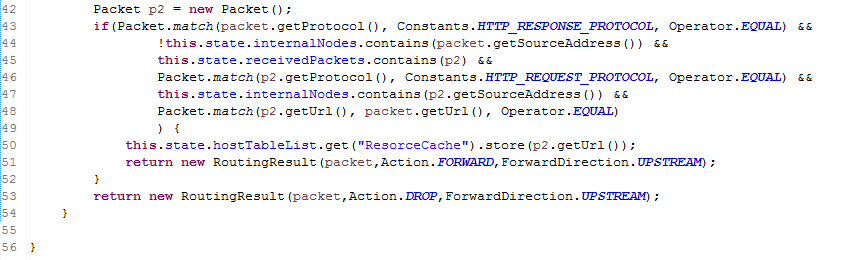 42 Packet p2 = new Packet();
43 if(Packet.match(packet.getProtocol(), Constants.HTTP_RESPONSE_PROTOCOL, Operator.EQUAL) &&
44 !this.state.internalNodes.contains(packet.getSourceAddress()) &&
45 this.state.receivedPackets.contains(p2) &&
46 Packet.match(p2.getProtocol(), Constants.HTTP_REQUEST_PROTOCOL, Operator.EQUAL) &&
47 this.state.internalNodes.contains(p2.getSourceAddress()) &&
48 Packet.match(p2.getUrl(), packet.getUrl(), Operator.EQUAL)
49 ) {
50 this.state.hostTableList.get("ResorceCache").store(p2.getUrl());
51 return new RoutingResult(packet,Action.FORWARD,ForwardDirection.UPSTREAM);
52 }
53 return new RoutingResult(packet,Action.DROP,ForwardDirection.UPSTREAM);
54 }
55
56 }